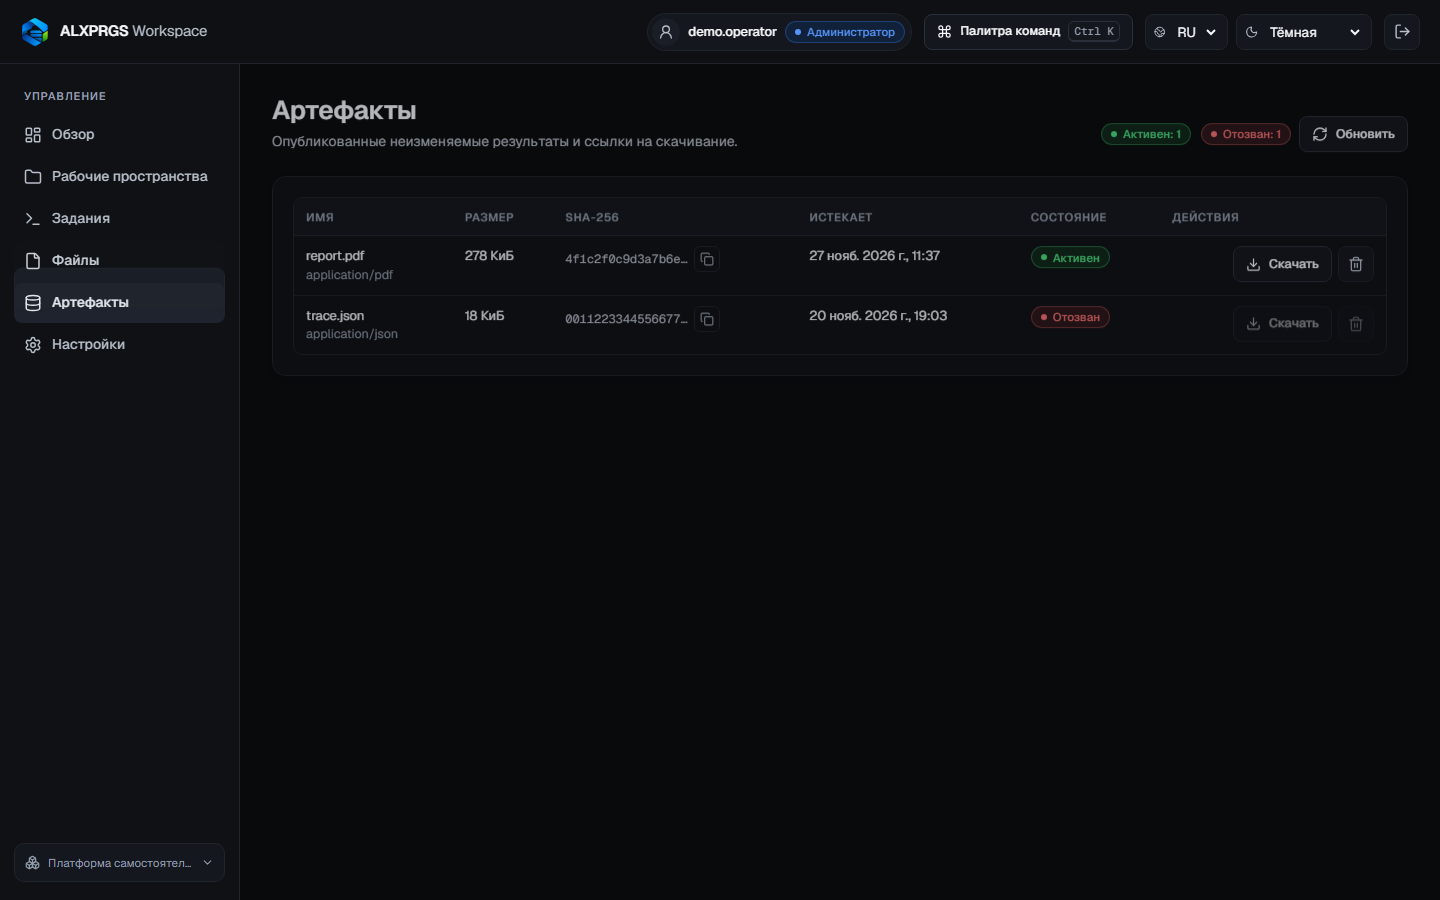 ALXPRGS Workspace
demo.operator
Администратор
Палитра команд
Ctrl K
RU
Тёмная
УПРАВЛЕНИЕ
Обзор
Рабочие пространства
Задания
Файлы
Артефакты
Настройки
Платформа самостоятел…
Артефакты
Опубликованные неизменяемые результаты и ссылки на скачивание.
Активен: 1
Отозван: 1
Обновить
ИМЯ РАЗМЕР SHA-256 ИСТЕКАЕТ СОСТОЯНИЕ ДЕЙСТВИЯ
report.pdf 278 КиБ 4f1c2f0c9d3a7b6e… 27 нояб. 2026 г., 11:37 Активен Скачать
application/pdf
trace.json 18 КиБ 0011223344556677… 20 нояб. 2026 г., 19:03 Отозван Скачать
application/json